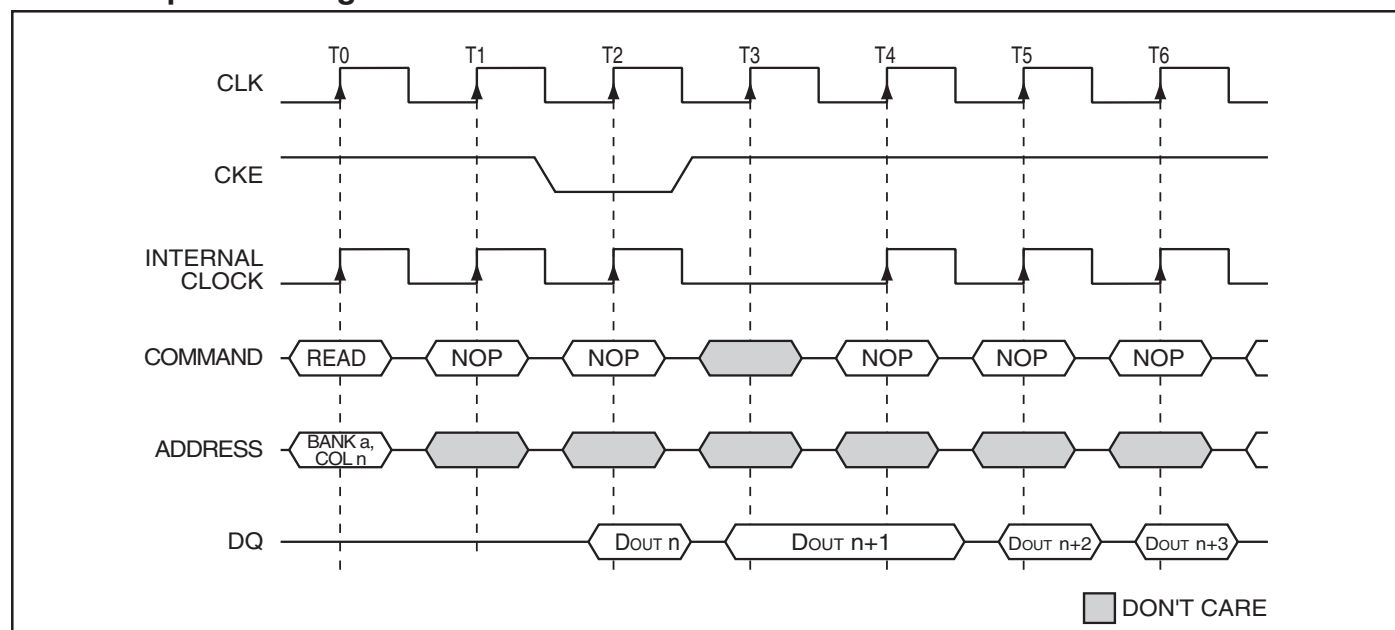 T0 T1 T2 T3 T4 T5 T6
CLK
CKE
INTERNAL
CLOCK
COMMAND READ NOP NOP NOP NOP NOP
ADDRESS BANK a,
COL n
DQ DOUT n DOUT n+1 DOUT n+2 DOUT n+3
DON'T CARE